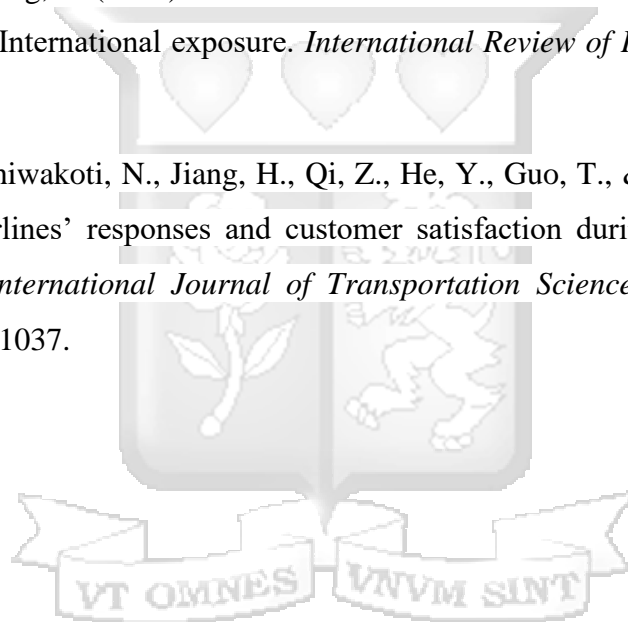 International exposure. International Review of
hiwakoti, N., Jiang, H., Qi, Z., He, Y., Guo, T.,
rlines’ responses and customer satisfaction duri
nternational Journal of Transportation Science
1037.
VT OMNES VNVM SINT